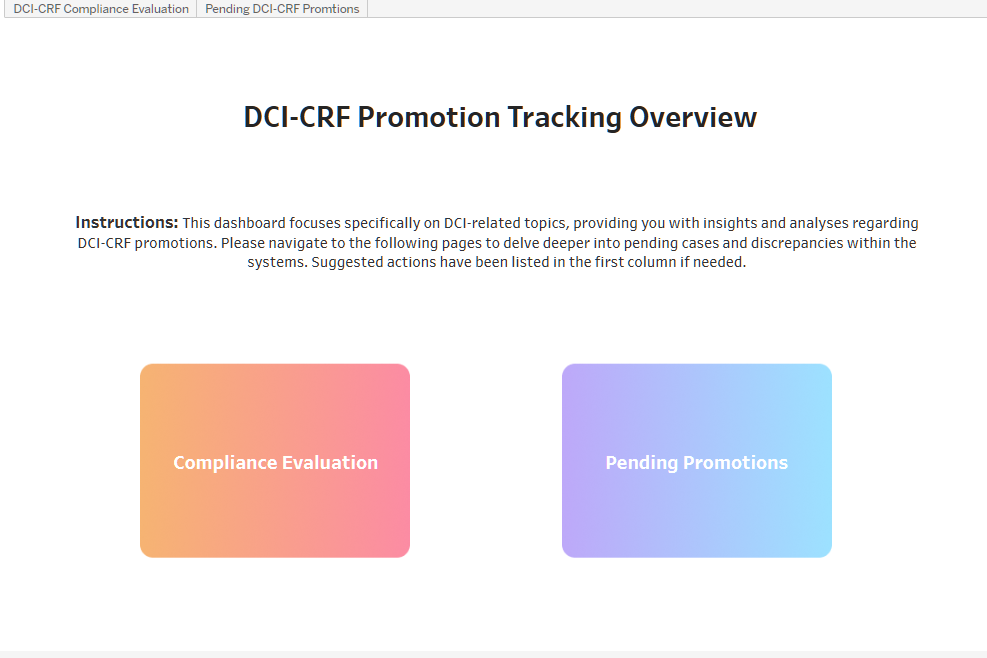 DCI-CRF Compliance Evaluation
Pending DCI-CRF Promtions
DCI-CRF Promotion Tracking Overview
Instructions: This dashboard focuses specifically on DCI-related topics, providing you with insights and analyses regarding
DCI-CRF promotions. Please navigate to the following pages to delve deeper into pending cases and discrepancies within the
systems. Suggested actions have been listed in the first column if needed.
Compliance Evaluation
Pending Promotions